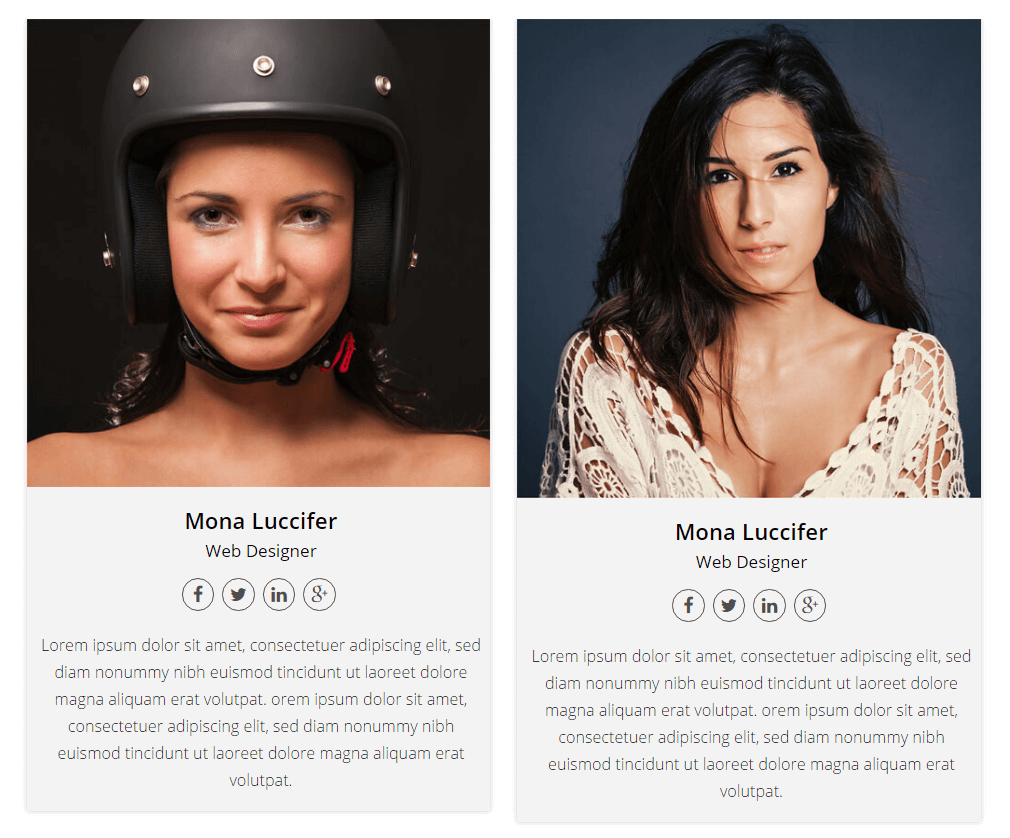 Mona Luccifer
Web Designer
Lorem ipsum dolor sit amet, consectetuer adipiscing elit, sed
diam nonummy nibh euismod tincidunt ut laoreet dolore
magna aliquam erat volutpat. orem ipsum dolor sit amet,
consectetuer adipiscing elit, sed diam nonummy nibh
euismod tincidunt ut laoreet dolore magna aliquam erat
volutpat.
Mona Luccifer
Web Designer
Lorem ipsum dolor sit amet, consectetuer adipiscing elit, sed
diam nonummy nibh euismod tincidunt ut laoreet dolore
magna aliquam erat volutpat. orem ipsum dolor sit amet,
consectetuer adipiscing elit, sed diam nonummy nibh
euismod tincidunt ut laoreet dolore magna aliquam erat
volutpat.